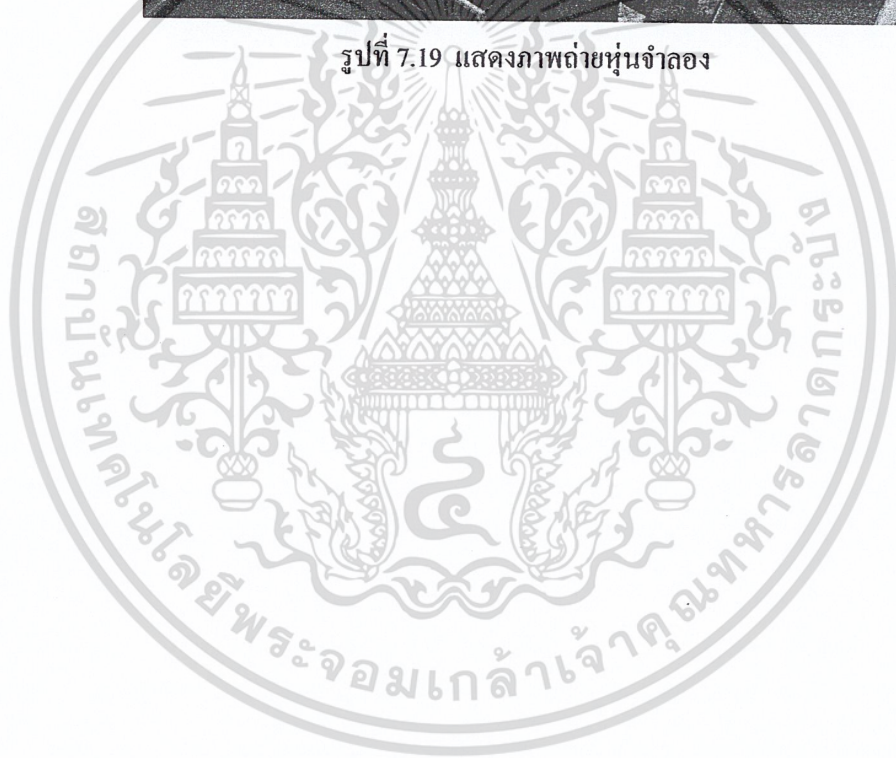 รูปที่ 7.19 แสดงภาพถ่ายหุ่นจำลอง
สถาบันเทคโนโลยีพระจอมเกล้าเจ้าคุณทหารลาดกระบัง
๔